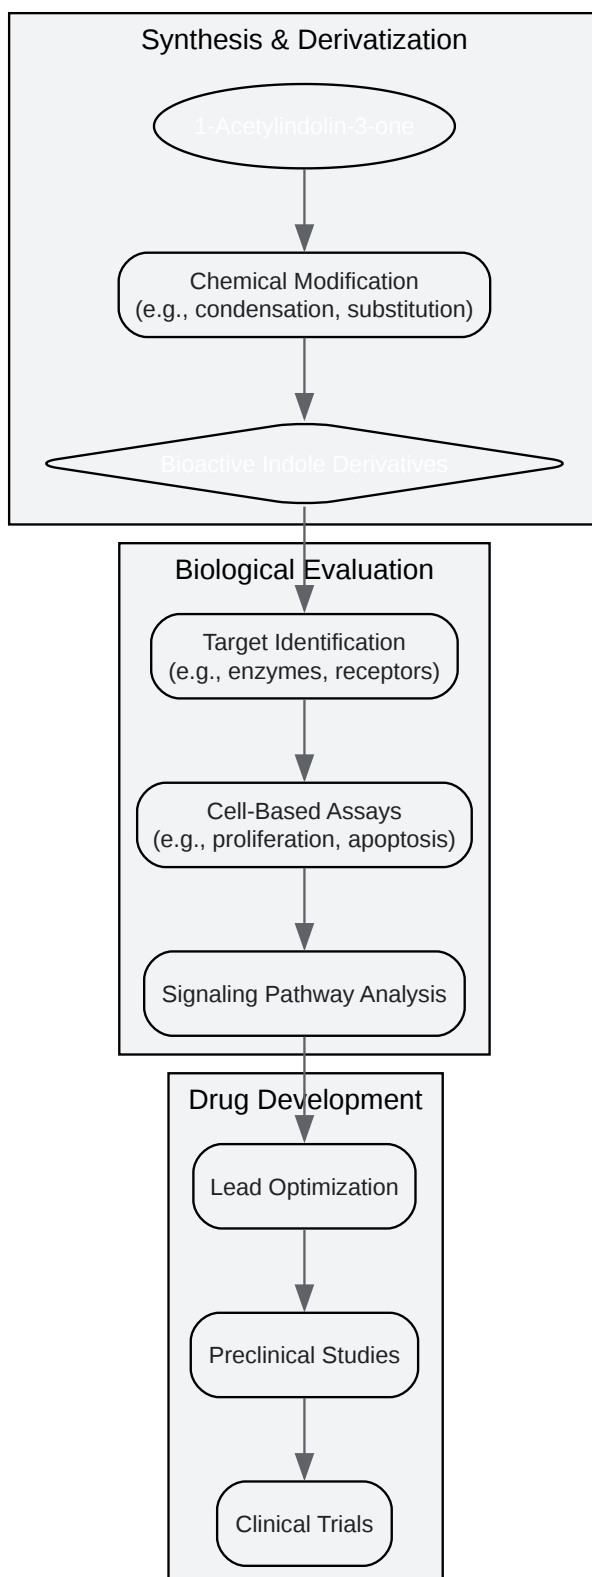 Synthesis & Derivatization
1-Acetylindolin-3-one
Chemical Modification
(e.g., condensation, substitution)
Bioactive Indole Derivatives
Biological Evaluation
Target Identification
(e.g., enzymes, receptors)
Cell-Based Assays
(e.g., proliferation, apoptosis)
Signaling Pathway Analysis
Drug Development
Lead Optimization
Preclinical Studies
Clinical Trials